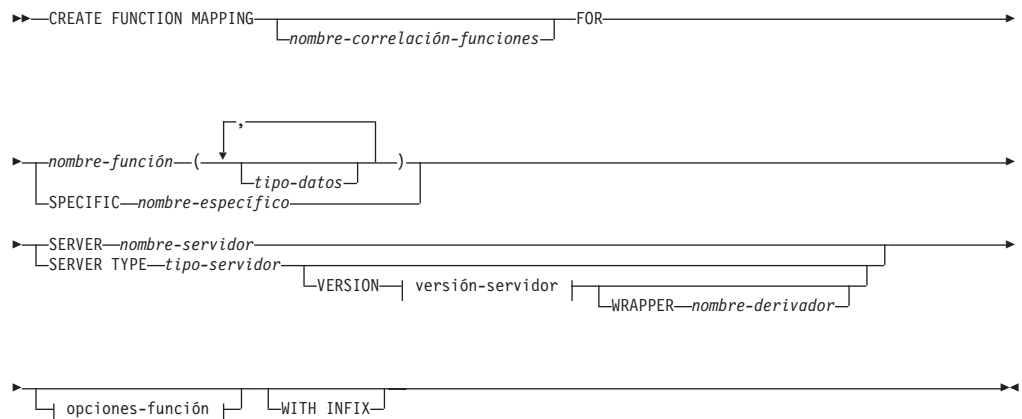 CREATE FUNCTION MAPPING FOR
nombre-correlación-funciones
,
nombre-función ( )
tipo-datos
SPECIFIC nombre-específico
SERVER nombre-servidor
SERVER TYPE tipo-servidor
VERSION versión-servidor
WRAPPER nombre-derivador
opciones-función WITH INFIX